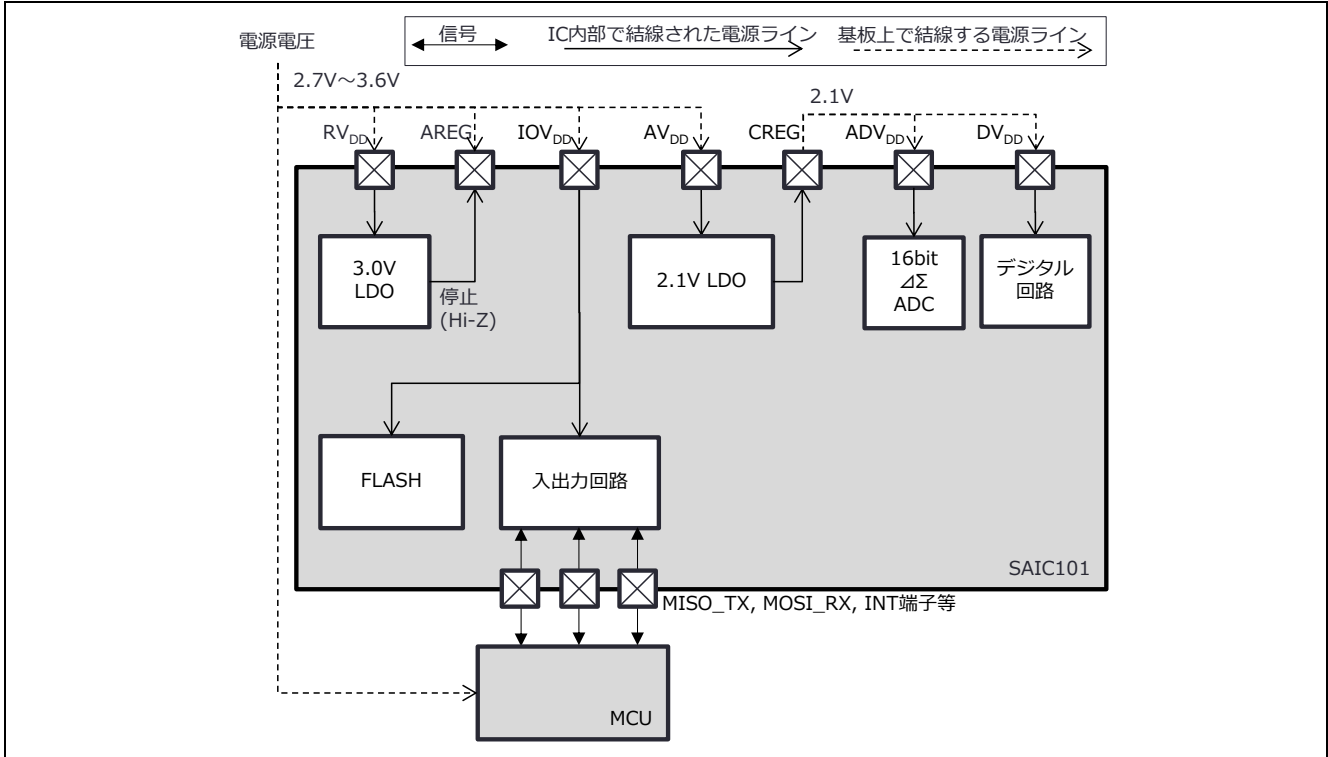 電源電圧
信号
IC内部で結線された電源ライン
基板上で結線する電源ライン
2.7V～3.6V
2.1V
RVDD
AREG
IOVDD
AVDD
CREG
ADVDD
DVDD
3.0V
LDO
停止
(Hi-Z)
2.1V LDO
16bit
⊿Σ
ADC
デジタル
回路
FLASH
入出力回路
SAIC101
MISO_TX, MOSI_RX, INT端子等
MCU